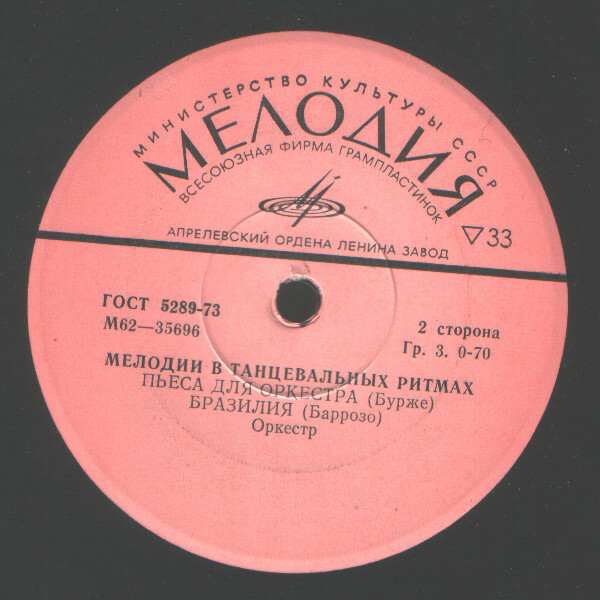 МИНИСТЕРСТВО КУЛЬТУРЫ СССР
МЕЛОДИЯ
ВСЕСОЮЗНАЯ ФИРМА ГРАМПЛАСТИНОК
АПРЕЛЕВСКИЙ ОРДЕНА ЛЕНИНА ЗАВОД
▽33
ГОСТ 5289-73
М62—35696
2 сторона
Гр. 3. 0-70
МЕЛОДИИ В ТАНЦЕВАЛЬНЫХ РИТМАХ
ПЬЕСА ДЛЯ ОРКЕСТРА (Бурже)
БРАЗИЛИЯ (Баррозо)
Оркестр